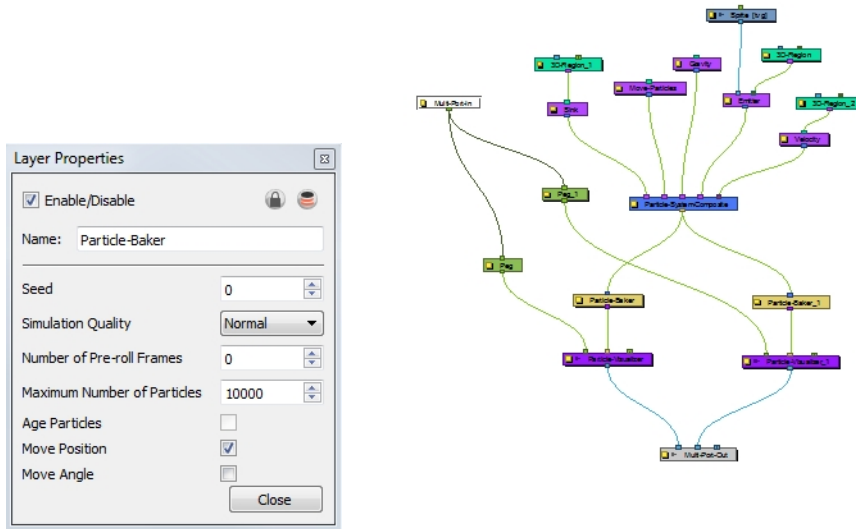 Layer Properties
Enable/Disable
Name: Particle-Baker
Seed 0
Simulation Quality Normal
Number of Pre-roll Frames 0
Maximum Number of Particles 10000
Age Particles
Move Position
Move Angle
Close
Multi-Port-In
3D-Region_1
Sink
Move-Particles
Gravity
3D-Region
Emitter
3D-Region_2
Velocity
Peg_1
Particle-SystemComposite
Peg
Particle-Baker
Particle-Baker_1
Particle-Visualizer
Particle-Visualizer_1
Multi-Port-Out